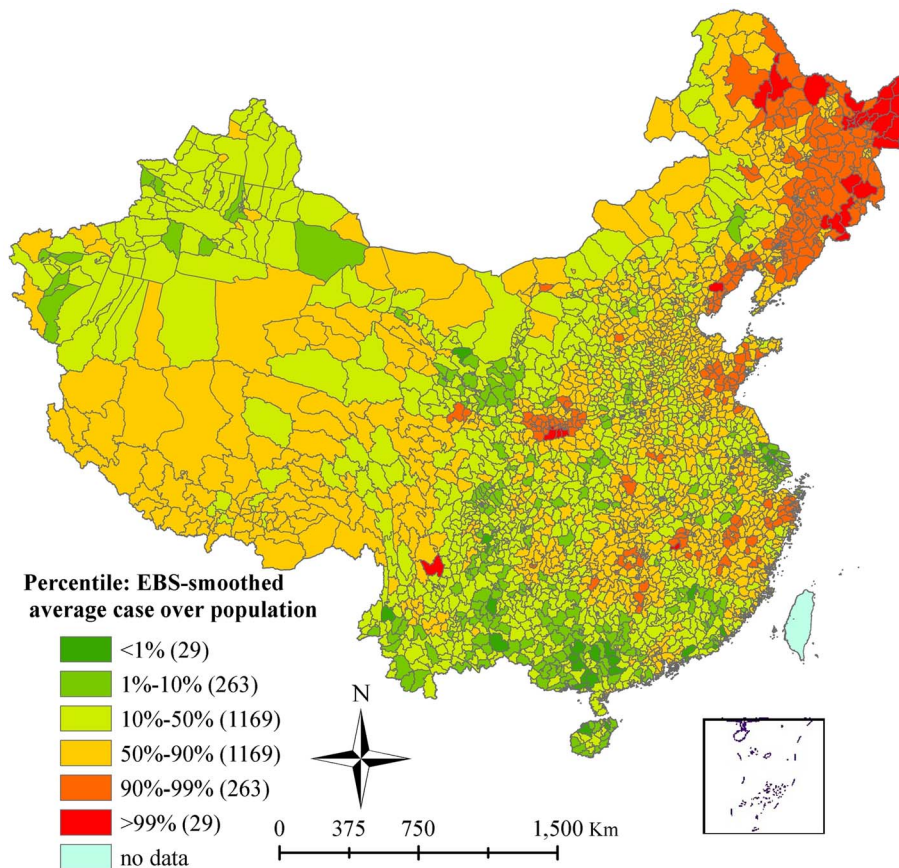 Percentile: EBS-smoothed
average case over population
<1% (29)
1%-10% (263)
10%-50% (1169)
50%-90% (1169)
90%-99% (263)
>99% (29)
no data
N
0 375 750 1,500 Km